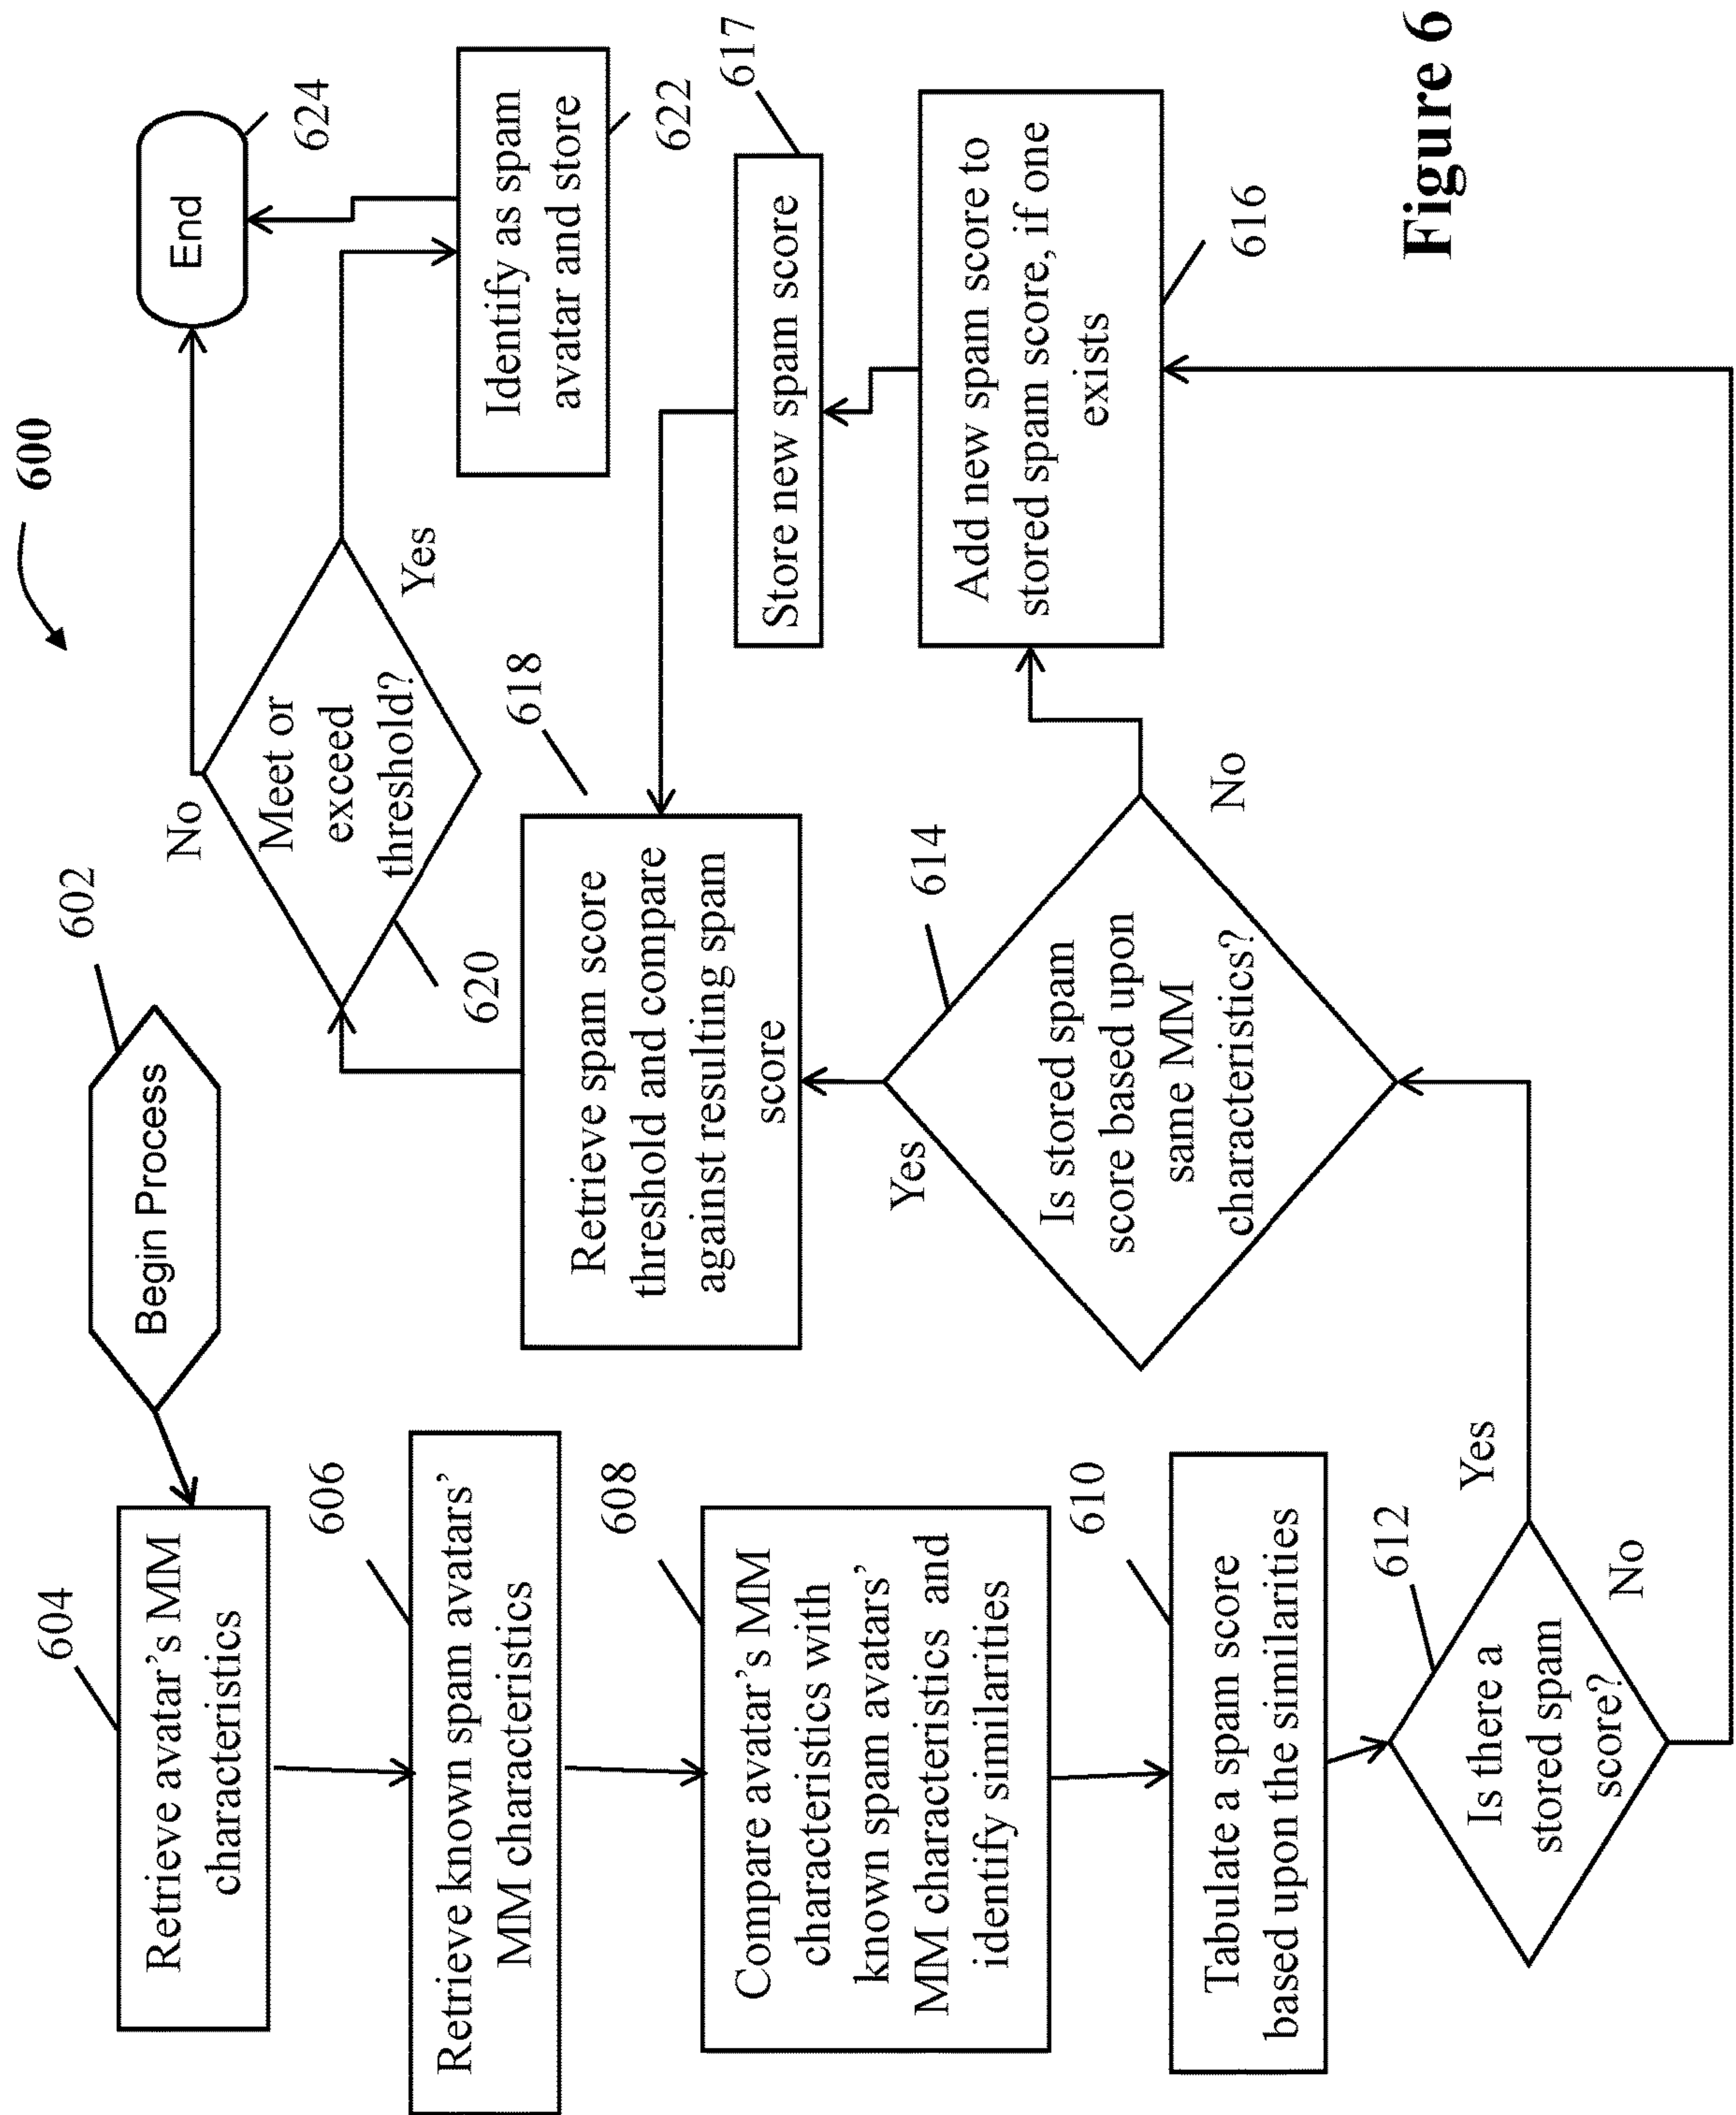 600
602
Begin Process
604
Retrieve avatar’s MM
characteristics
606
Retrieve known spam avatars’
MM characteristics
608
Compare avatar’s MM
characteristics with
known spam avatars’
MM characteristics and
identify similarities
610
Tabulate a spam score
based upon the similarities
612
Is there a
stored spam
score?
Yes
No
614
Is stored spam
score based upon
same MM
characteristics?
Yes
No
616
Add new spam score to
stored spam score, if one
exists
617
Store new spam score
618
Retrieve spam score
threshold and compare
against resulting spam
score
620
Meet or
exceed
threshold?
No
Yes
622
Identify as spam
avatar and store
624
End
Figure 6